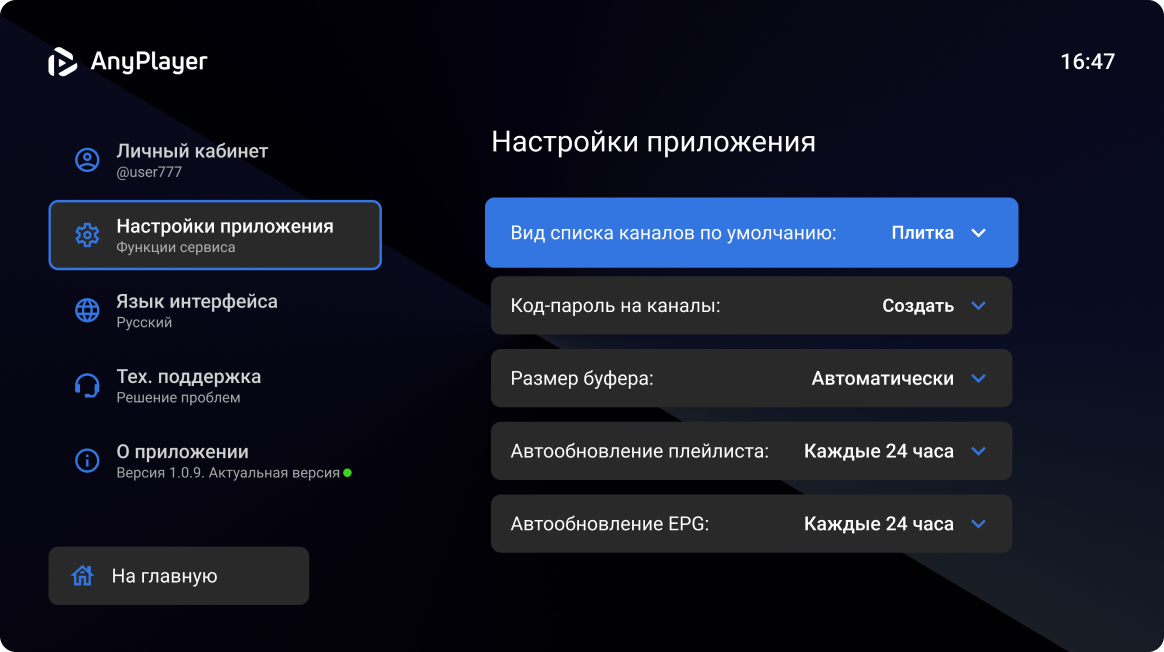 AnyPlayer
16:47
Личный кабинет
@user777
Настройки приложения
Функции сервиса
Язык интерфейса
Русский
Тех. поддержка
Решение проблем
О приложении
Версия 1.0.9. Актуальная версия
На главную
Настройки приложения
Вид списка каналов по умолчанию: Плитка
Код-пароль на каналы: Создать
Размер буфера: Автоматически
Автообновление плейлиста: Каждые 24 часа
Автообновление EPG: Каждые 24 часа